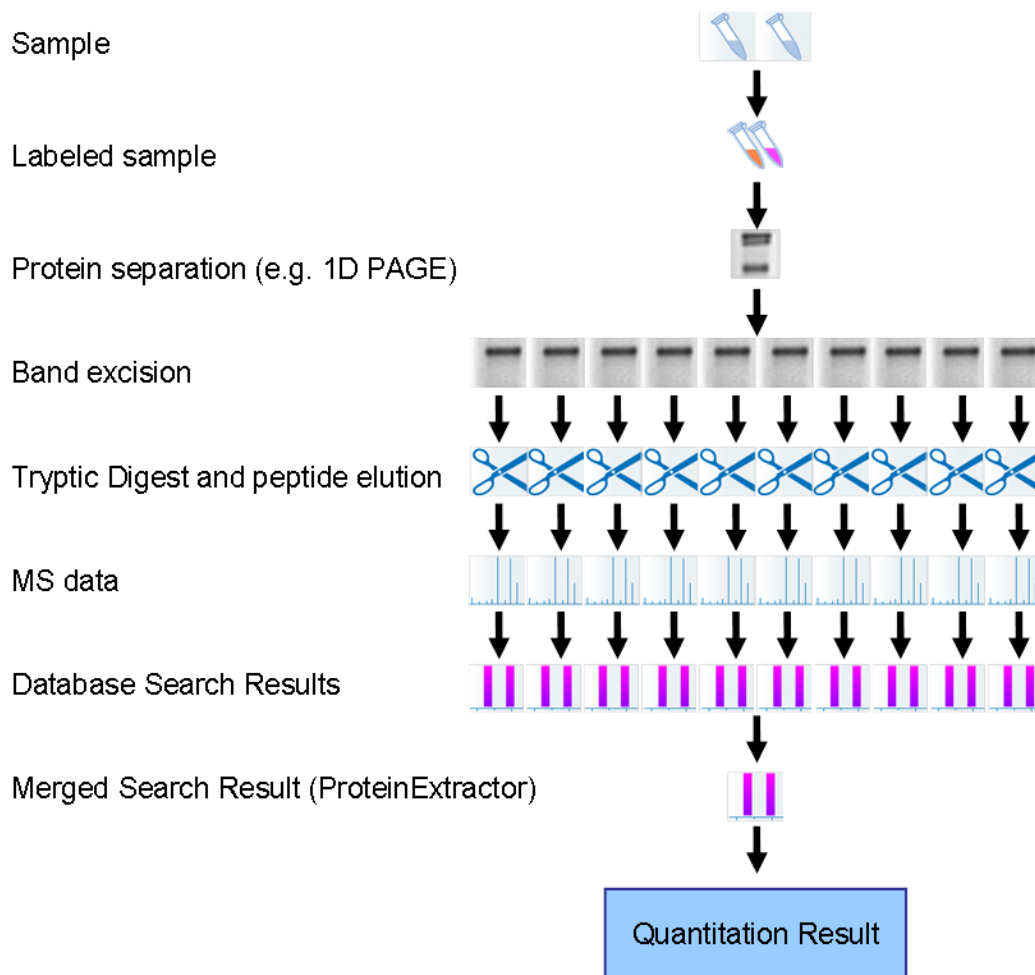 Sample
Labeled sample
Protein separation (e.g. 1D PAGE)
Band excision
Tryptic Digest and peptide elution
MS data
Database Search Results
Merged Search Result (ProteinExtractor)
Quantitation Result